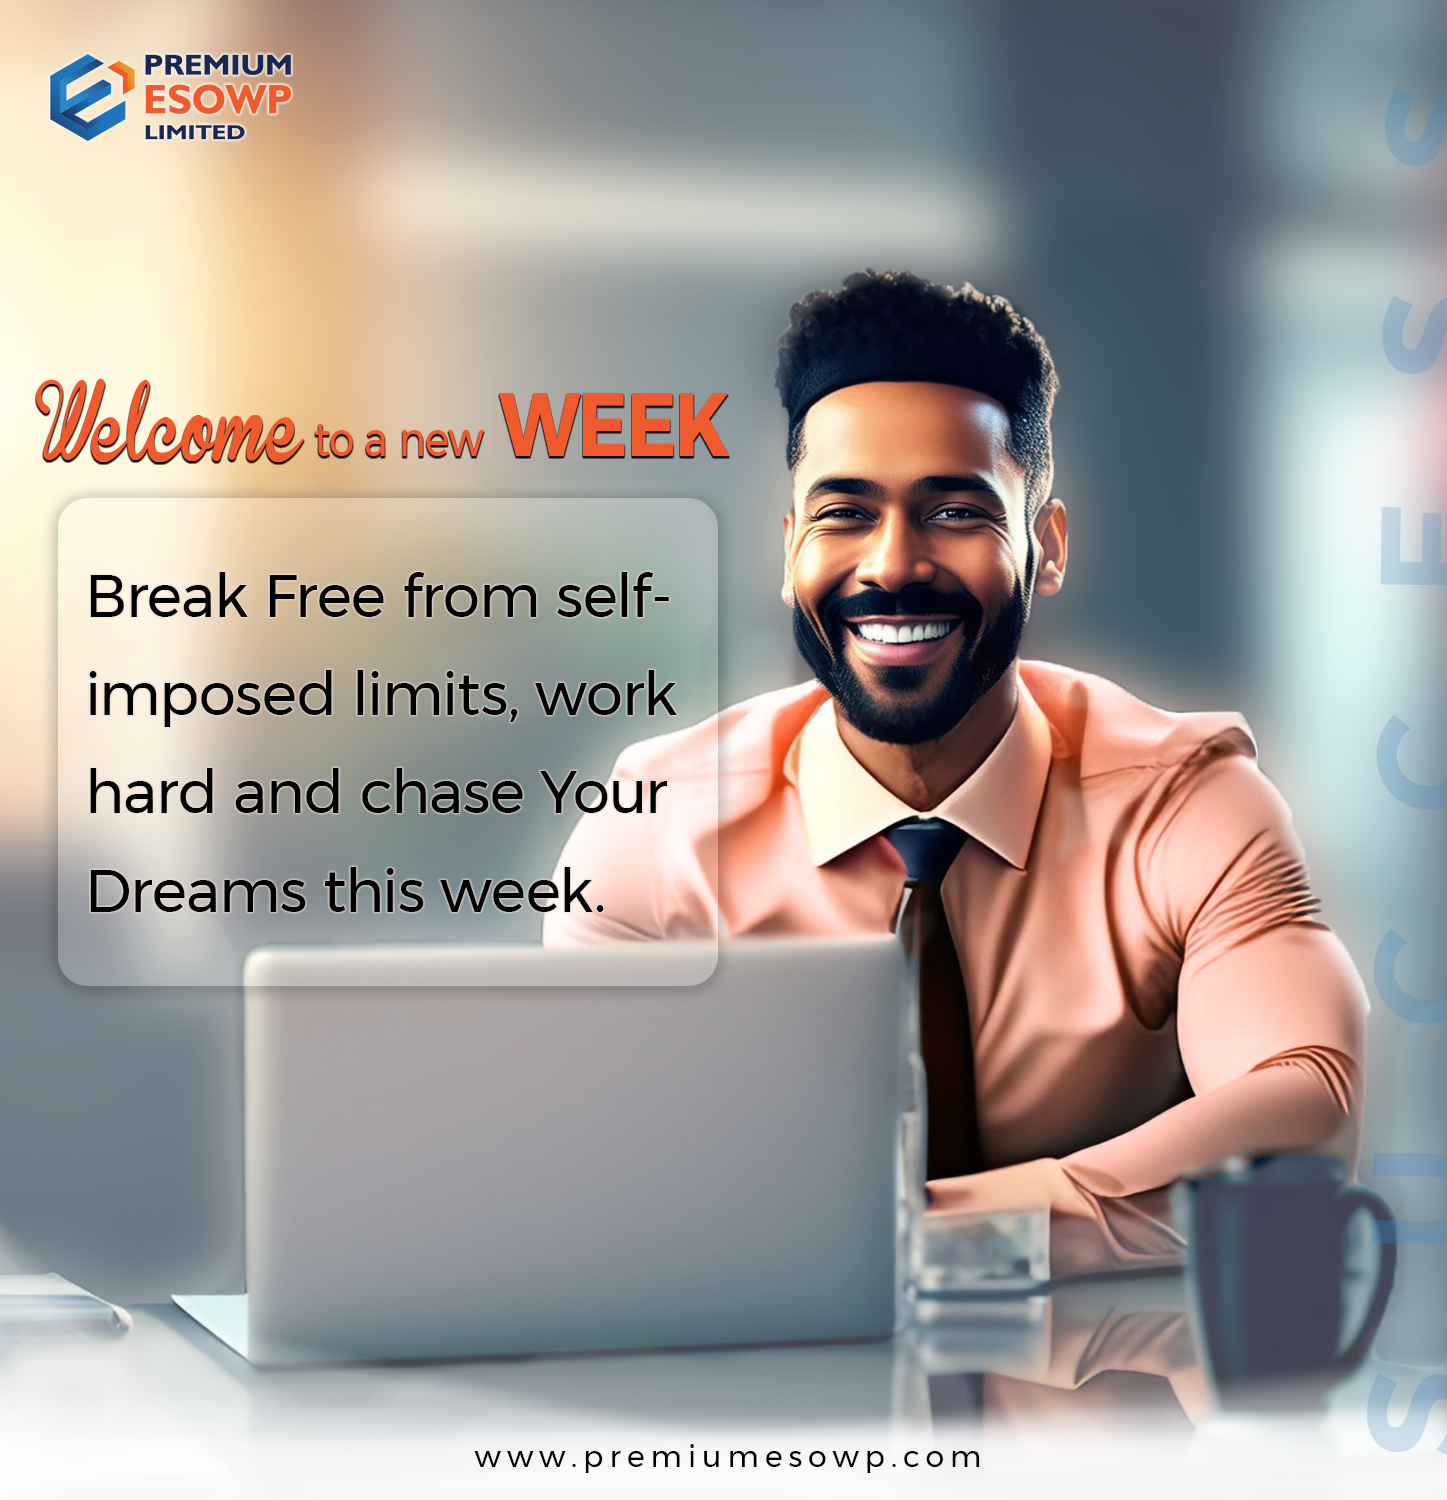 PREMIUM
ESOWP
LIMITED
Welcome to a new WEEK
Break Free from self-
imposed limits, work
hard and chase Your
Dreams this week.
SUCCESS
www.premiumesowp.com